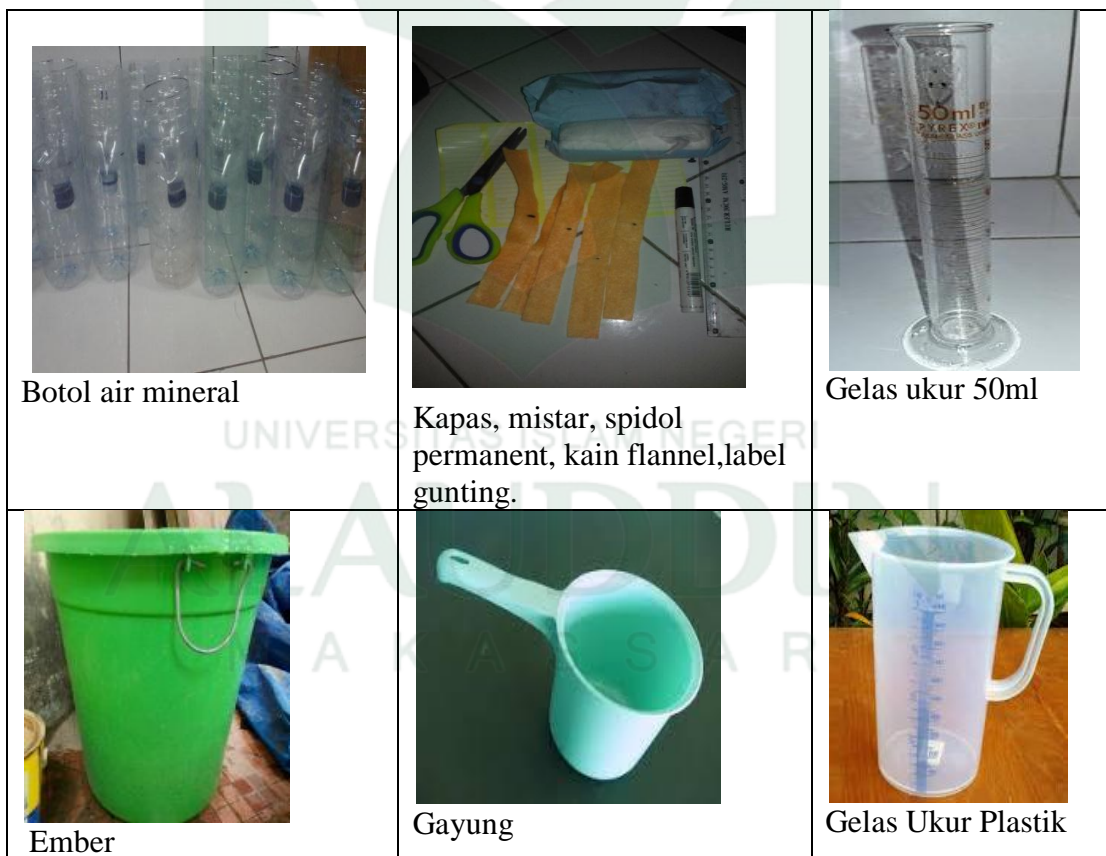 50ml
PYREX
Botol air mineral
Kapas, mistar, spidol
permanent, kain flannel,label
gunting.
Gelas ukur 50ml
UNIVERSITAS ISLAM NEGERI
ALAUDDIN
M A K A S S A R
Ember
Gayung
Gelas Ukur Plastik